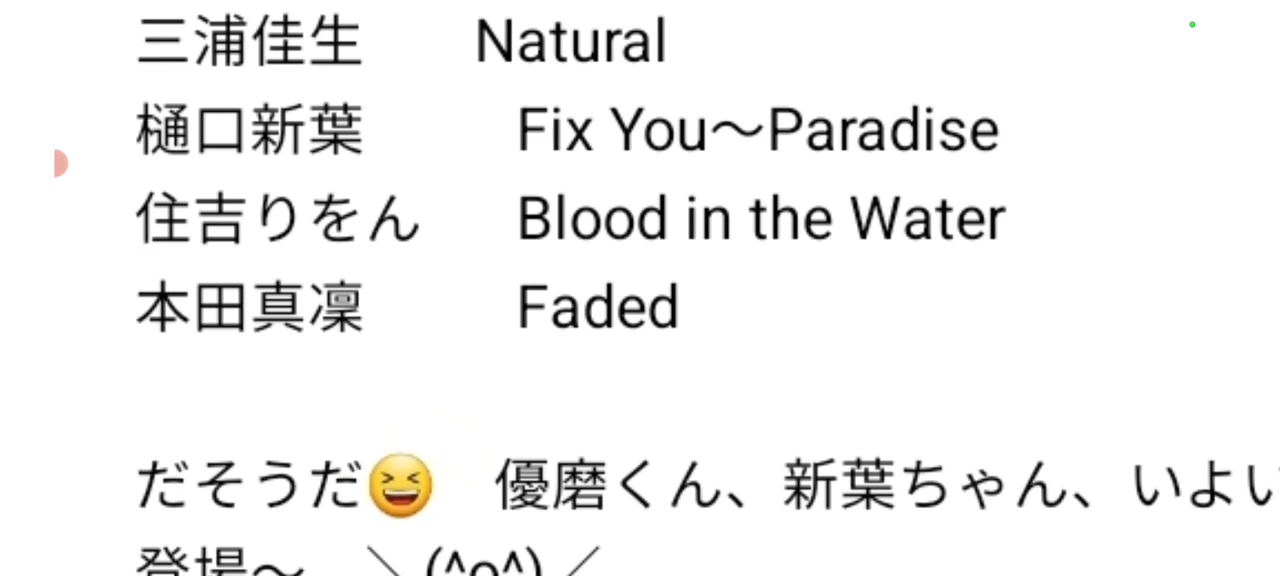 三浦佳生　　Natural
樋口新葉　　　Fix You〜Paradise
住吉りをん　　Blood in the Water
本田真凜　　　Faded
だそうだ😆　優磨くん、新葉ちゃん、いよい
登場〜　＼(^o^)／